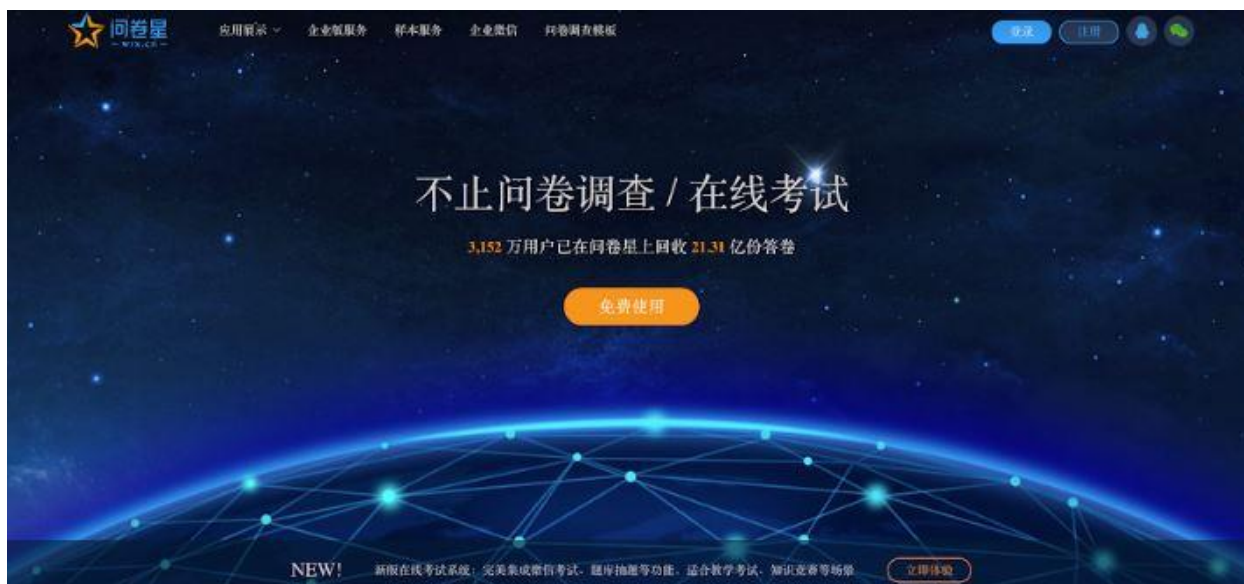 问卷星
WJX.CN
应用展示 企业版服务 样本服务 企业微信 问卷调查模板
登录 注册
不止问卷调查 / 在线考试
3,152 万用户已在问卷星上回收 21.31 亿份答卷
免费使用
NEW! 新版在线考试系统：完美集成微信考试、题库抽题等功能，适合教学考试、知识竞赛等场景 立即体验